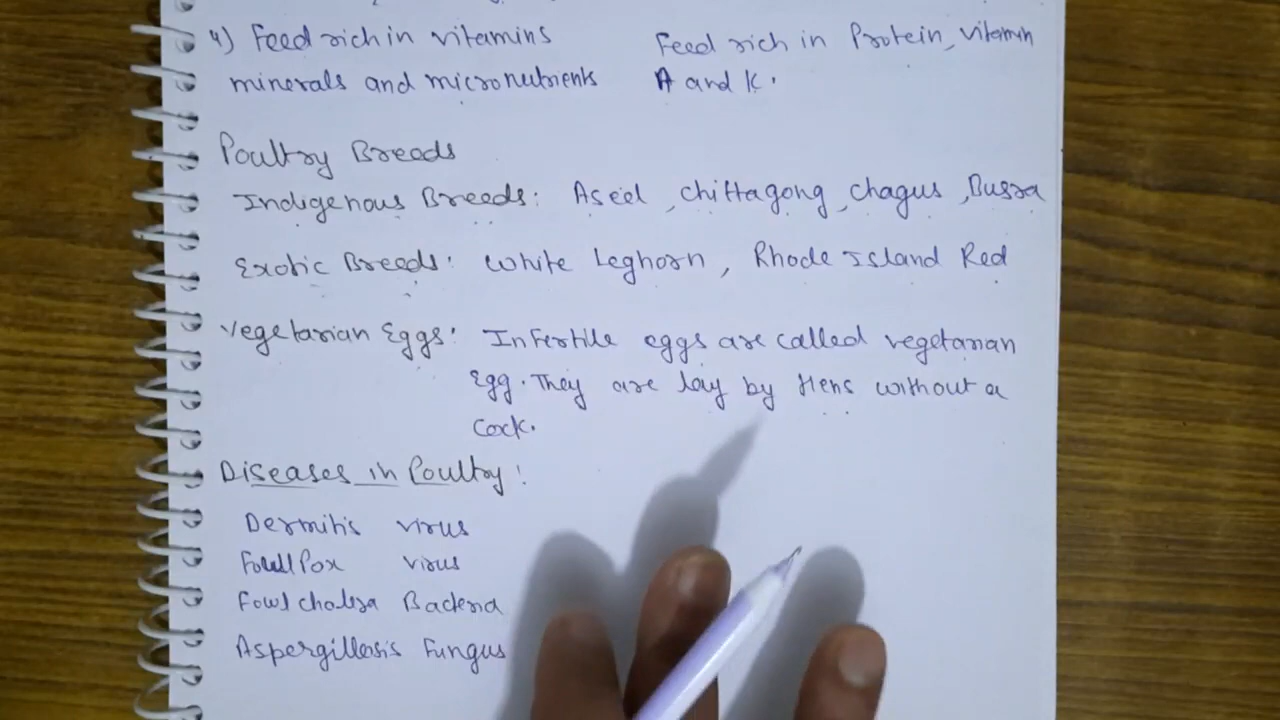 4) Feed rich in vitamins Feed rich in Protein, vitamin
minerals and micronutrients A and K.
Poultry Breeds
Indigenous Breeds: Aseel, Chittagong, Chagus, Bussa
Exotic Breeds: White Leghorn, Rhode Island Red
Vegetarian Eggs: Infertile eggs are called vegetarian
Egg. They are lay by Hens without a
Cock.
Diseases in Poultry:
Dermitis virus
Fowl Pox virus
Fowl cholera Bacteria
Aspergillosis Fungus